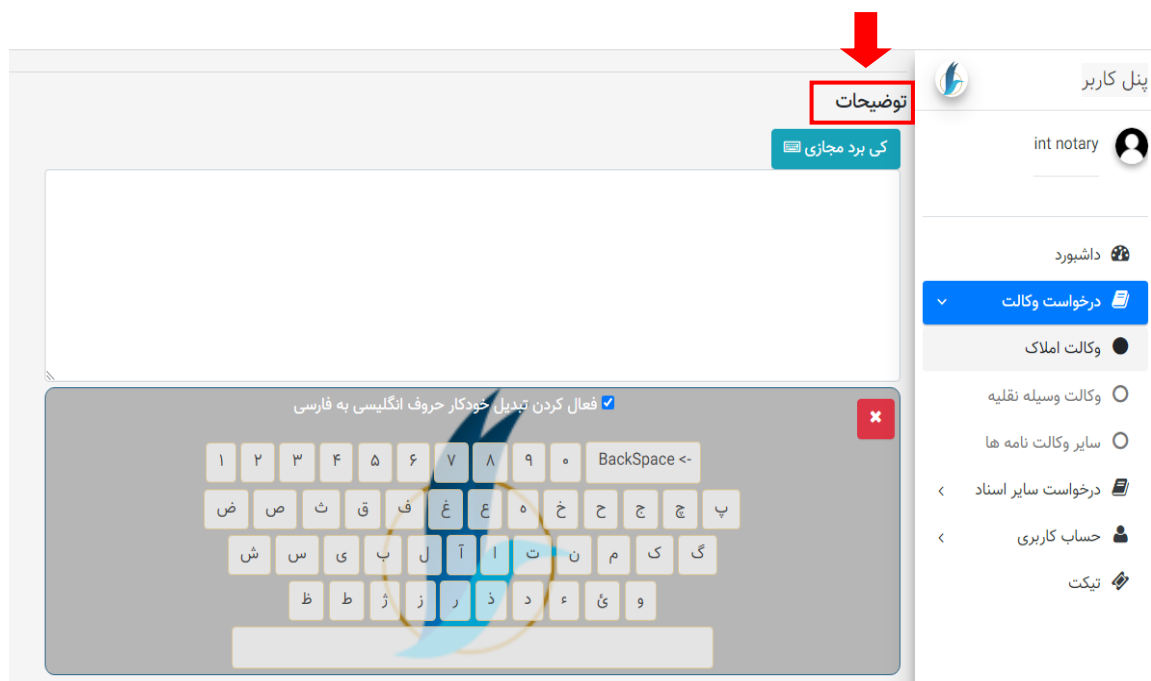 پنل کاربر
int notary
داشبورد
درخواست وکالت
وکالت املاک
وکالت وسیله نقلیه
سایر وکالت نامه ها
درخواست سایر اسناد
حساب کاربری
تیکت
توضیحات
کی برد مجازی
فعال کردن تبدیل خودکار حروف انگلیسی به فارسی
۱ ۲ ۳ ۴ ۵ ۶ ۷ ۸ ۹ ۰ BackSpace <-
ض ص ث ق ف غ ع ه خ ح ج چ پ
ش س ی ب ل آ ا ت ن م ک گ
ظ ط ژ ز ر ذ د ء ئ و